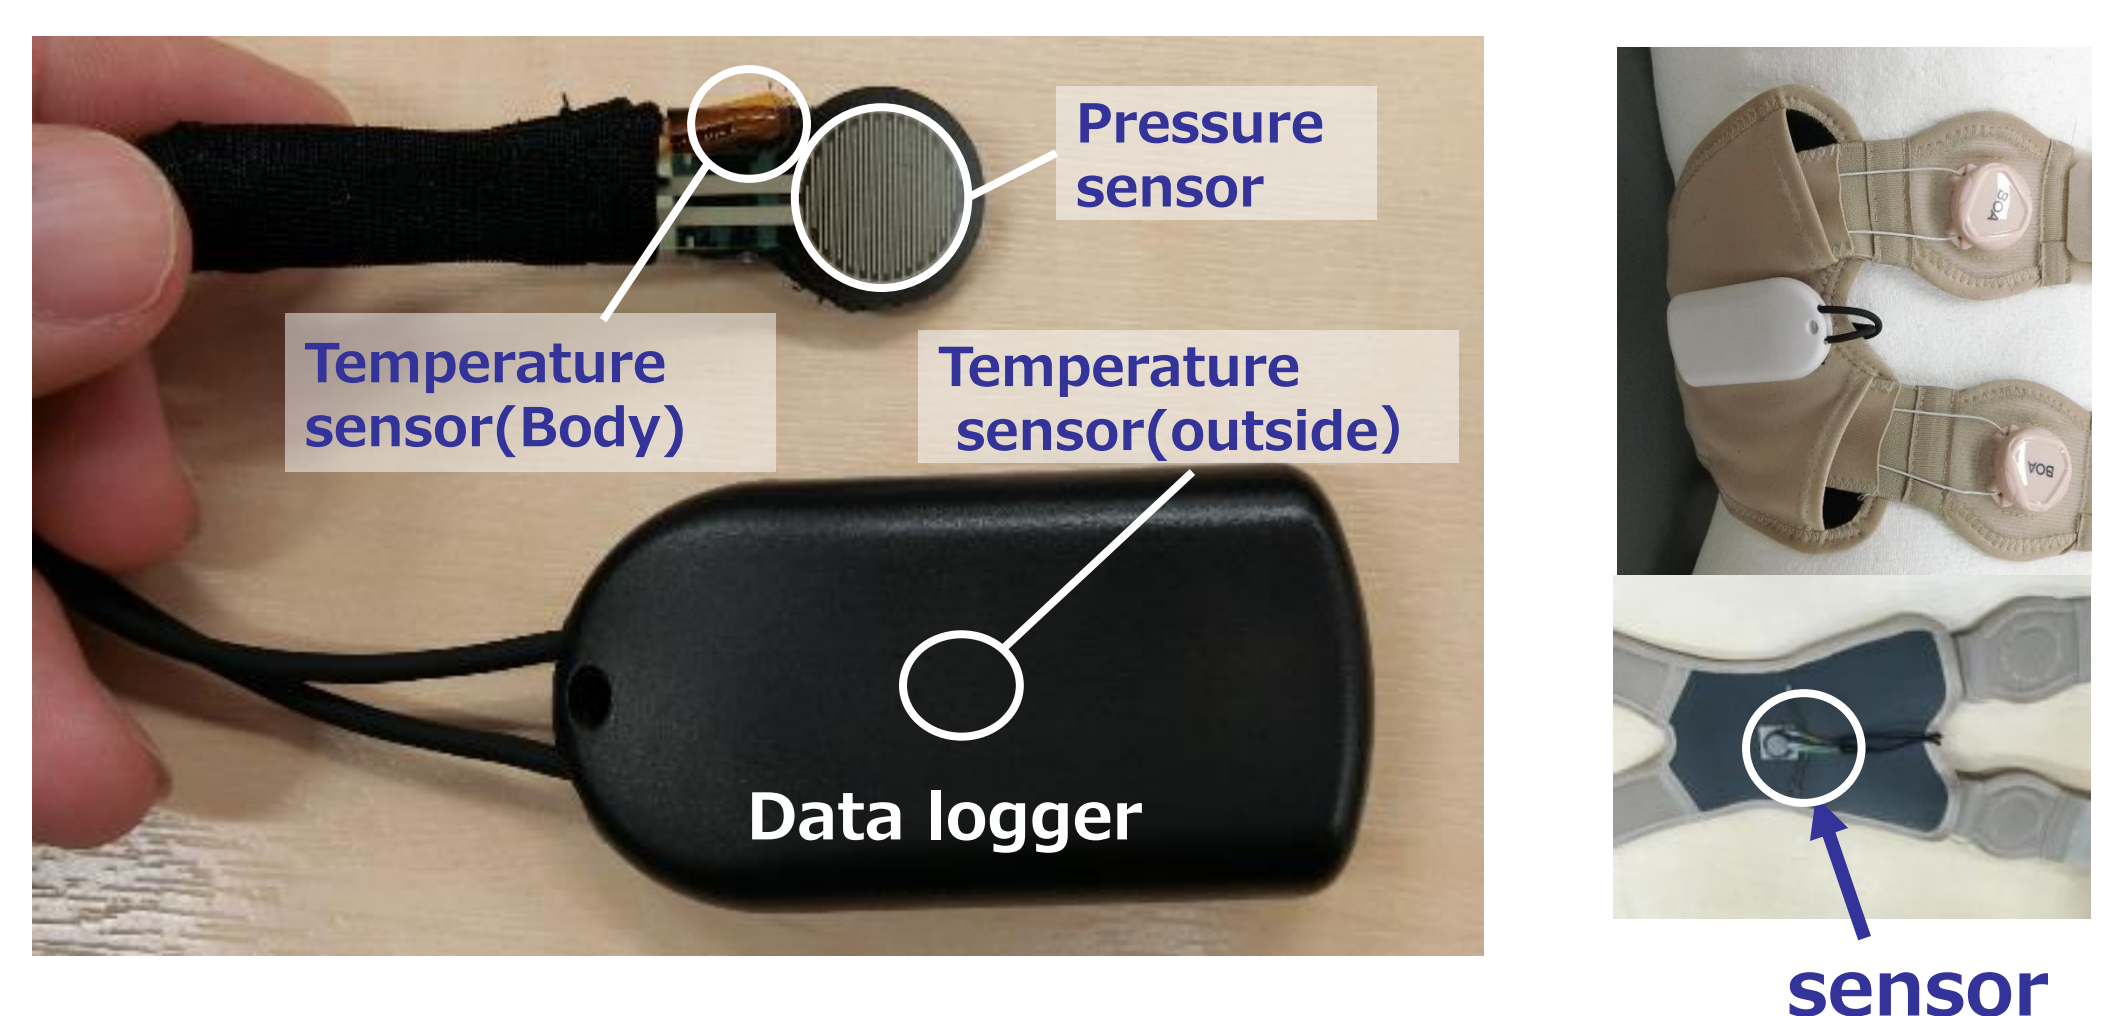 Pressure
sensor
Temperature
sensor(Body)
Temperature
sensor(outside)
Data logger
BOA
BOA
sensor